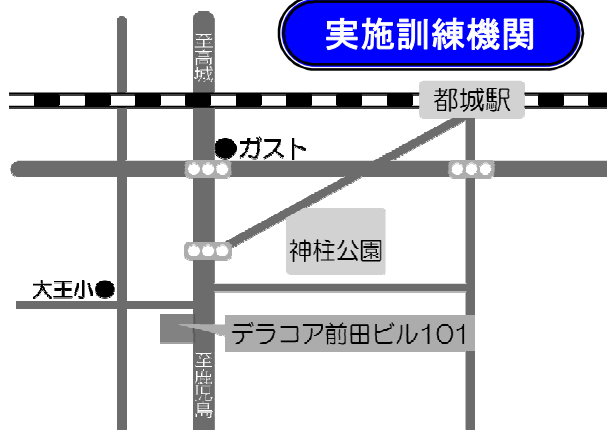 実施訓練機関
至高城
都城駅
ガスト
神柱公園
大王小
デラコア前田ビル101
至鹿児島